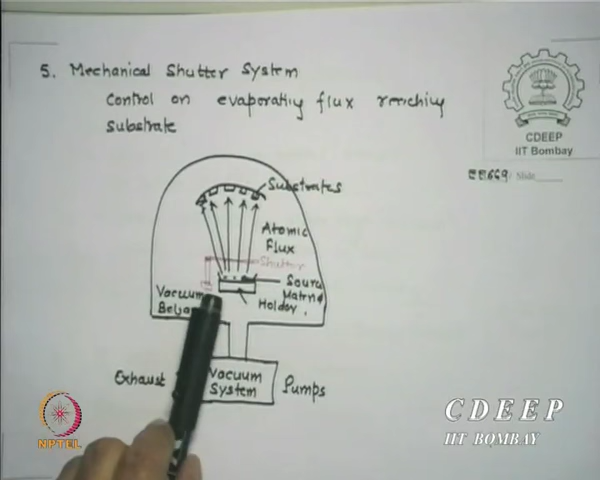 5. Mechanical Shutter System
Control on evaporating flux reaching
substrate
CDEEP
IIT Bombay
EE669 / Slide
Substrates
Atomic
Flux
Shutter
Source
Vacuum
Holder
Exhaust
Vacuum
System
Pumps
NPTEL
CDEEP
IIT BOMBAY